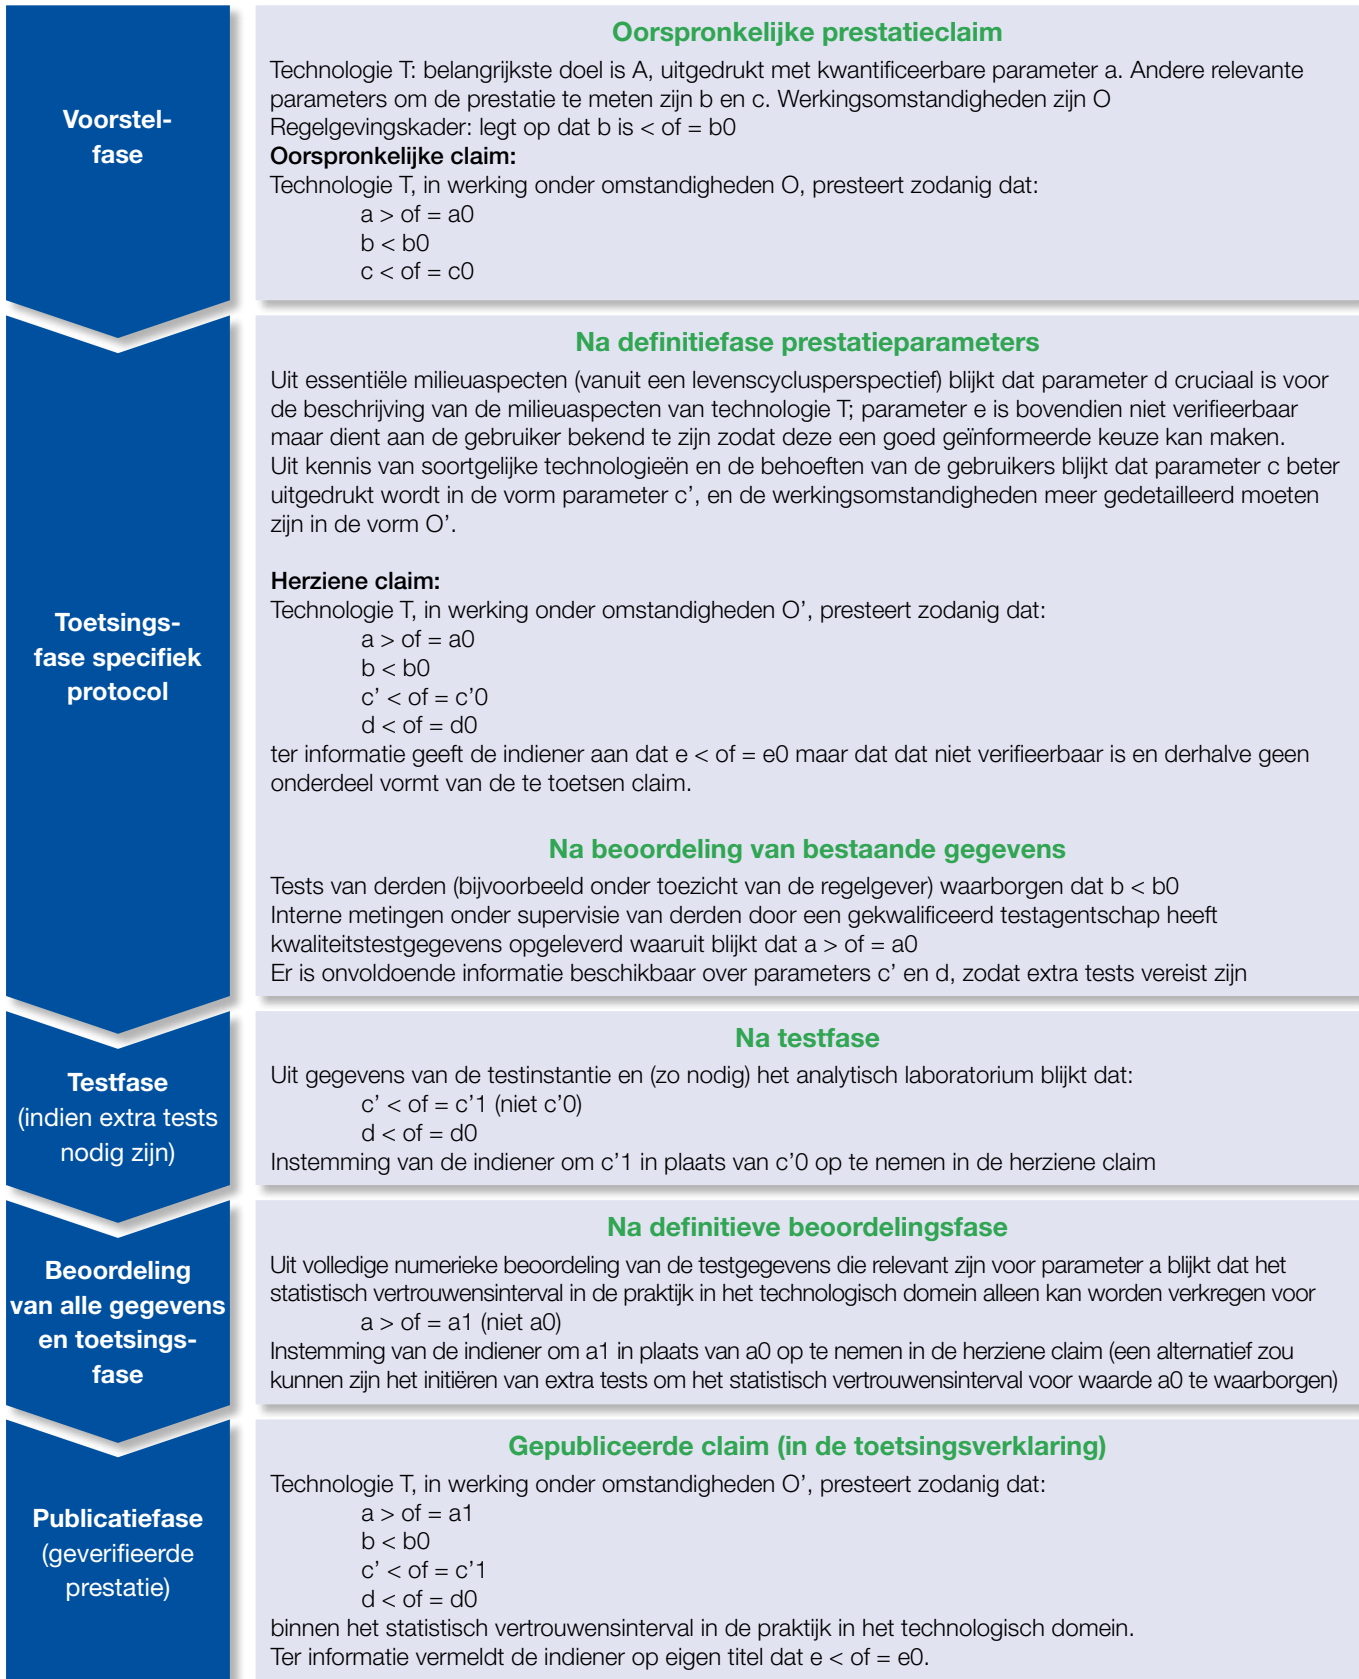 Voorstel-
fase
Oorspronkelijke prestatieclaim
Technologie T: belangrijkste doel is A, uitgedrukt met kwantificeerbare parameter a. Andere relevante
parameters om de prestatie te meten zijn b en c. Werkingsomstandigheden zijn O
Regelgevingskader: legt op dat b is < of = b0
Oorspronkelijke claim:
Technologie T, in werking onder omstandigheden O, presteert zodanig dat:
a > of = a0
b < b0
c < of = c0
Toetsings-
fase specifiek
protocol
Na definitiefase prestatieparameters
Uit essentiële milieuaspecten (vanuit een levenscyclusperspectief) blijkt dat parameter d cruciaal is voor
de beschrijving van de milieuaspecten van technologie T; parameter e is bovendien niet verifieerbaar
maar dient aan de gebruiker bekend te zijn zodat deze een goed geïnformeerde keuze kan maken.
Uit kennis van soortgelijke technologieën en de behoeften van de gebruikers blijkt dat parameter c beter
uitgedrukt wordt in de vorm parameter c’, en de werkingsomstandigheden meer gedetailleerd moeten
zijn in de vorm O’.
Herziene claim:
Technologie T, in werking onder omstandigheden O’, presteert zodanig dat:
a > of = a0
b < b0
c’ < of = c’0
d < of = d0
ter informatie geeft de indiener aan dat e < of = e0 maar dat dat niet verifieerbaar is en derhalve geen
onderdeel vormt van de te toetsen claim.
Na beoordeling van bestaande gegevens
Tests van derden (bijvoorbeeld onder toezicht van de regelgever) waarborgen dat b < b0
Interne metingen onder supervisie van derden door een gekwalificeerd testagentschap heeft
kwaliteitstestgegevens opgeleverd waaruit blijkt dat a > of = a0
Er is onvoldoende informatie beschikbaar over parameters c’ en d, zodat extra tests vereist zijn
Testfase
(indien extra tests
nodig zijn)
Na testfase
Uit gegevens van de testinstantie en (zo nodig) het analytisch laboratorium blijkt dat:
c’ < of = c’1 (niet c’0)
d < of = d0
Instemming van de indiener om c’1 in plaats van c’0 op te nemen in de herziene claim
Beoordeling
van alle gegevens
en toetsings-
fase
Na definitieve beoordelingsfase
Uit volledige numerieke beoordeling van de testgegevens die relevant zijn voor parameter a blijkt dat het
statistisch vertrouwensinterval in de praktijk in het technologisch domein alleen kan worden verkregen voor
a > of = a1 (niet a0)
Instemming van de indiener om a1 in plaats van a0 op te nemen in de herziene claim (een alternatief zou
kunnen zijn het initiëren van extra tests om het statistisch vertrouwensinterval voor waarde a0 te waarborgen)
Publicatiefase
(geverifieerde
prestatie)
Gepubliceerde claim (in de toetsingsverklaring)
Technologie T, in werking onder omstandigheden O’, presteert zodanig dat:
a > of = a1
b < b0
c’ < of = c’1
d < of = d0
binnen het statistisch vertrouwensinterval in de praktijk in het technologisch domein.
Ter informatie vermeldt de indiener op eigen titel dat e < of = e0.